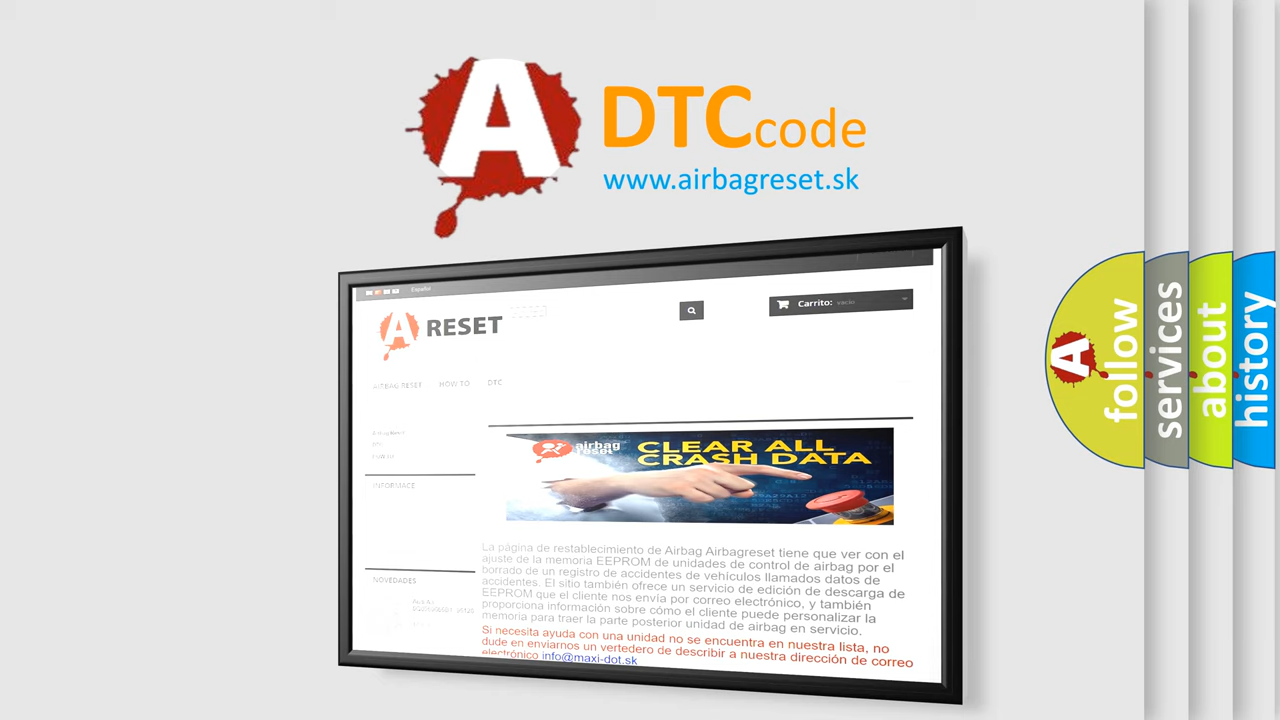 A
DTC code
www.airbagreset.sk
Español
A RESET
Carrito: vacío
AIRBAG RESET HOW TO DTC
INFORMACE
NOVEDADES
airbag
reset
CLEAR ALL
CRASH DATA
La página de restablecimiento de Airbag Airbagreset tiene que ver con el
ajuste de la memoria EEPROM de unidades de control de airbag por el
borrado de un registro de accidentes de vehículos llamados datos de
accidentes. El sitio también ofrece un servicio de edición de descarga de
EEPROM que el cliente nos envía por correo electrónico, y también
proporciona información sobre cómo el cliente puede personalizar la
memoria para traer la parte posterior unidad de airbag en servicio.
Si necesita ayuda con una unidad no se encuentra en nuestra lista, no
dude en enviarnos un vertedero de describir a nuestra dirección de correo
electrónico info@maxi-dot.sk
A
follow
services
about
history